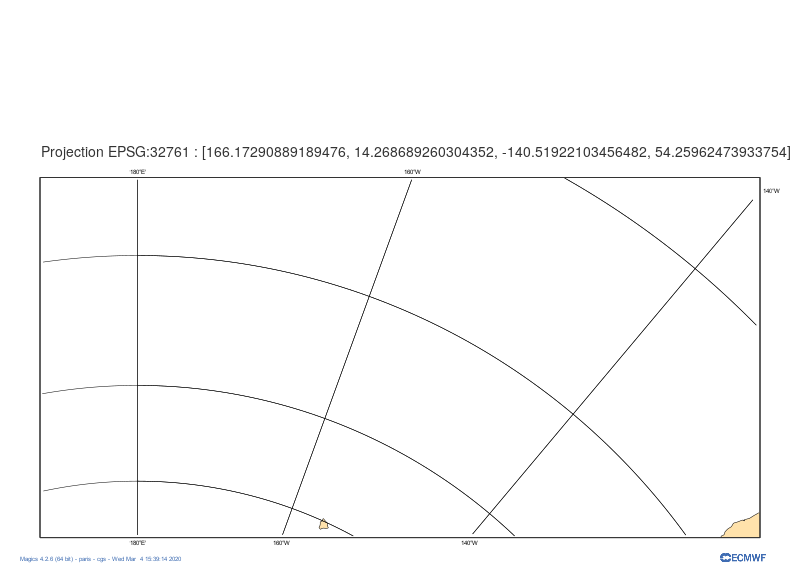 Projection EPSG:32761 : [166.17290889189476, 14.268689260304352, -140.51922103456482, 54.25962473933754]
180°E'
160°W
140°W
180°E'
160°W
140°W
Magics 4.2.6 (64 bit) - paris - cgs - Wed Mar 4 15:39:14 2020
ECMWF